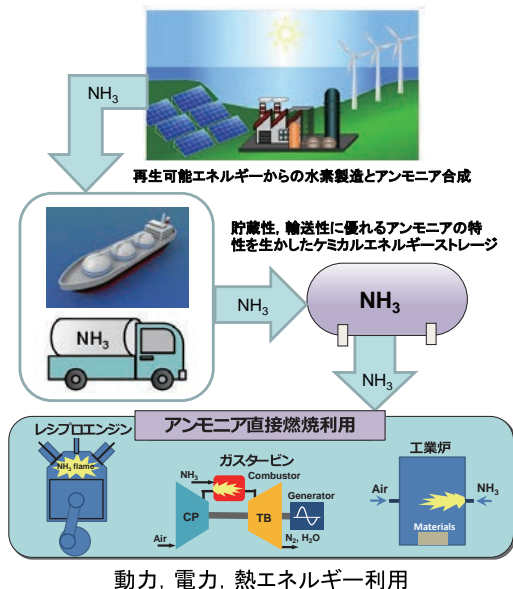 NH3
再生可能エネルギーからの水素製造とアンモニア合成
貯蔵性，輸送性に優れるアンモニアの特
性を生かしたケミカルエネルギーストレージ
NH3
NH3
NH3
NH3
アンモニア直接燃焼利用
レシプロエンジン
NH3 flame
ガスタービン
NH3
Combustor
Generator
CP
TB
Air
N2, H2O
工業炉
Air
NH3
Materials
動力，電力，熱エネルギー利用